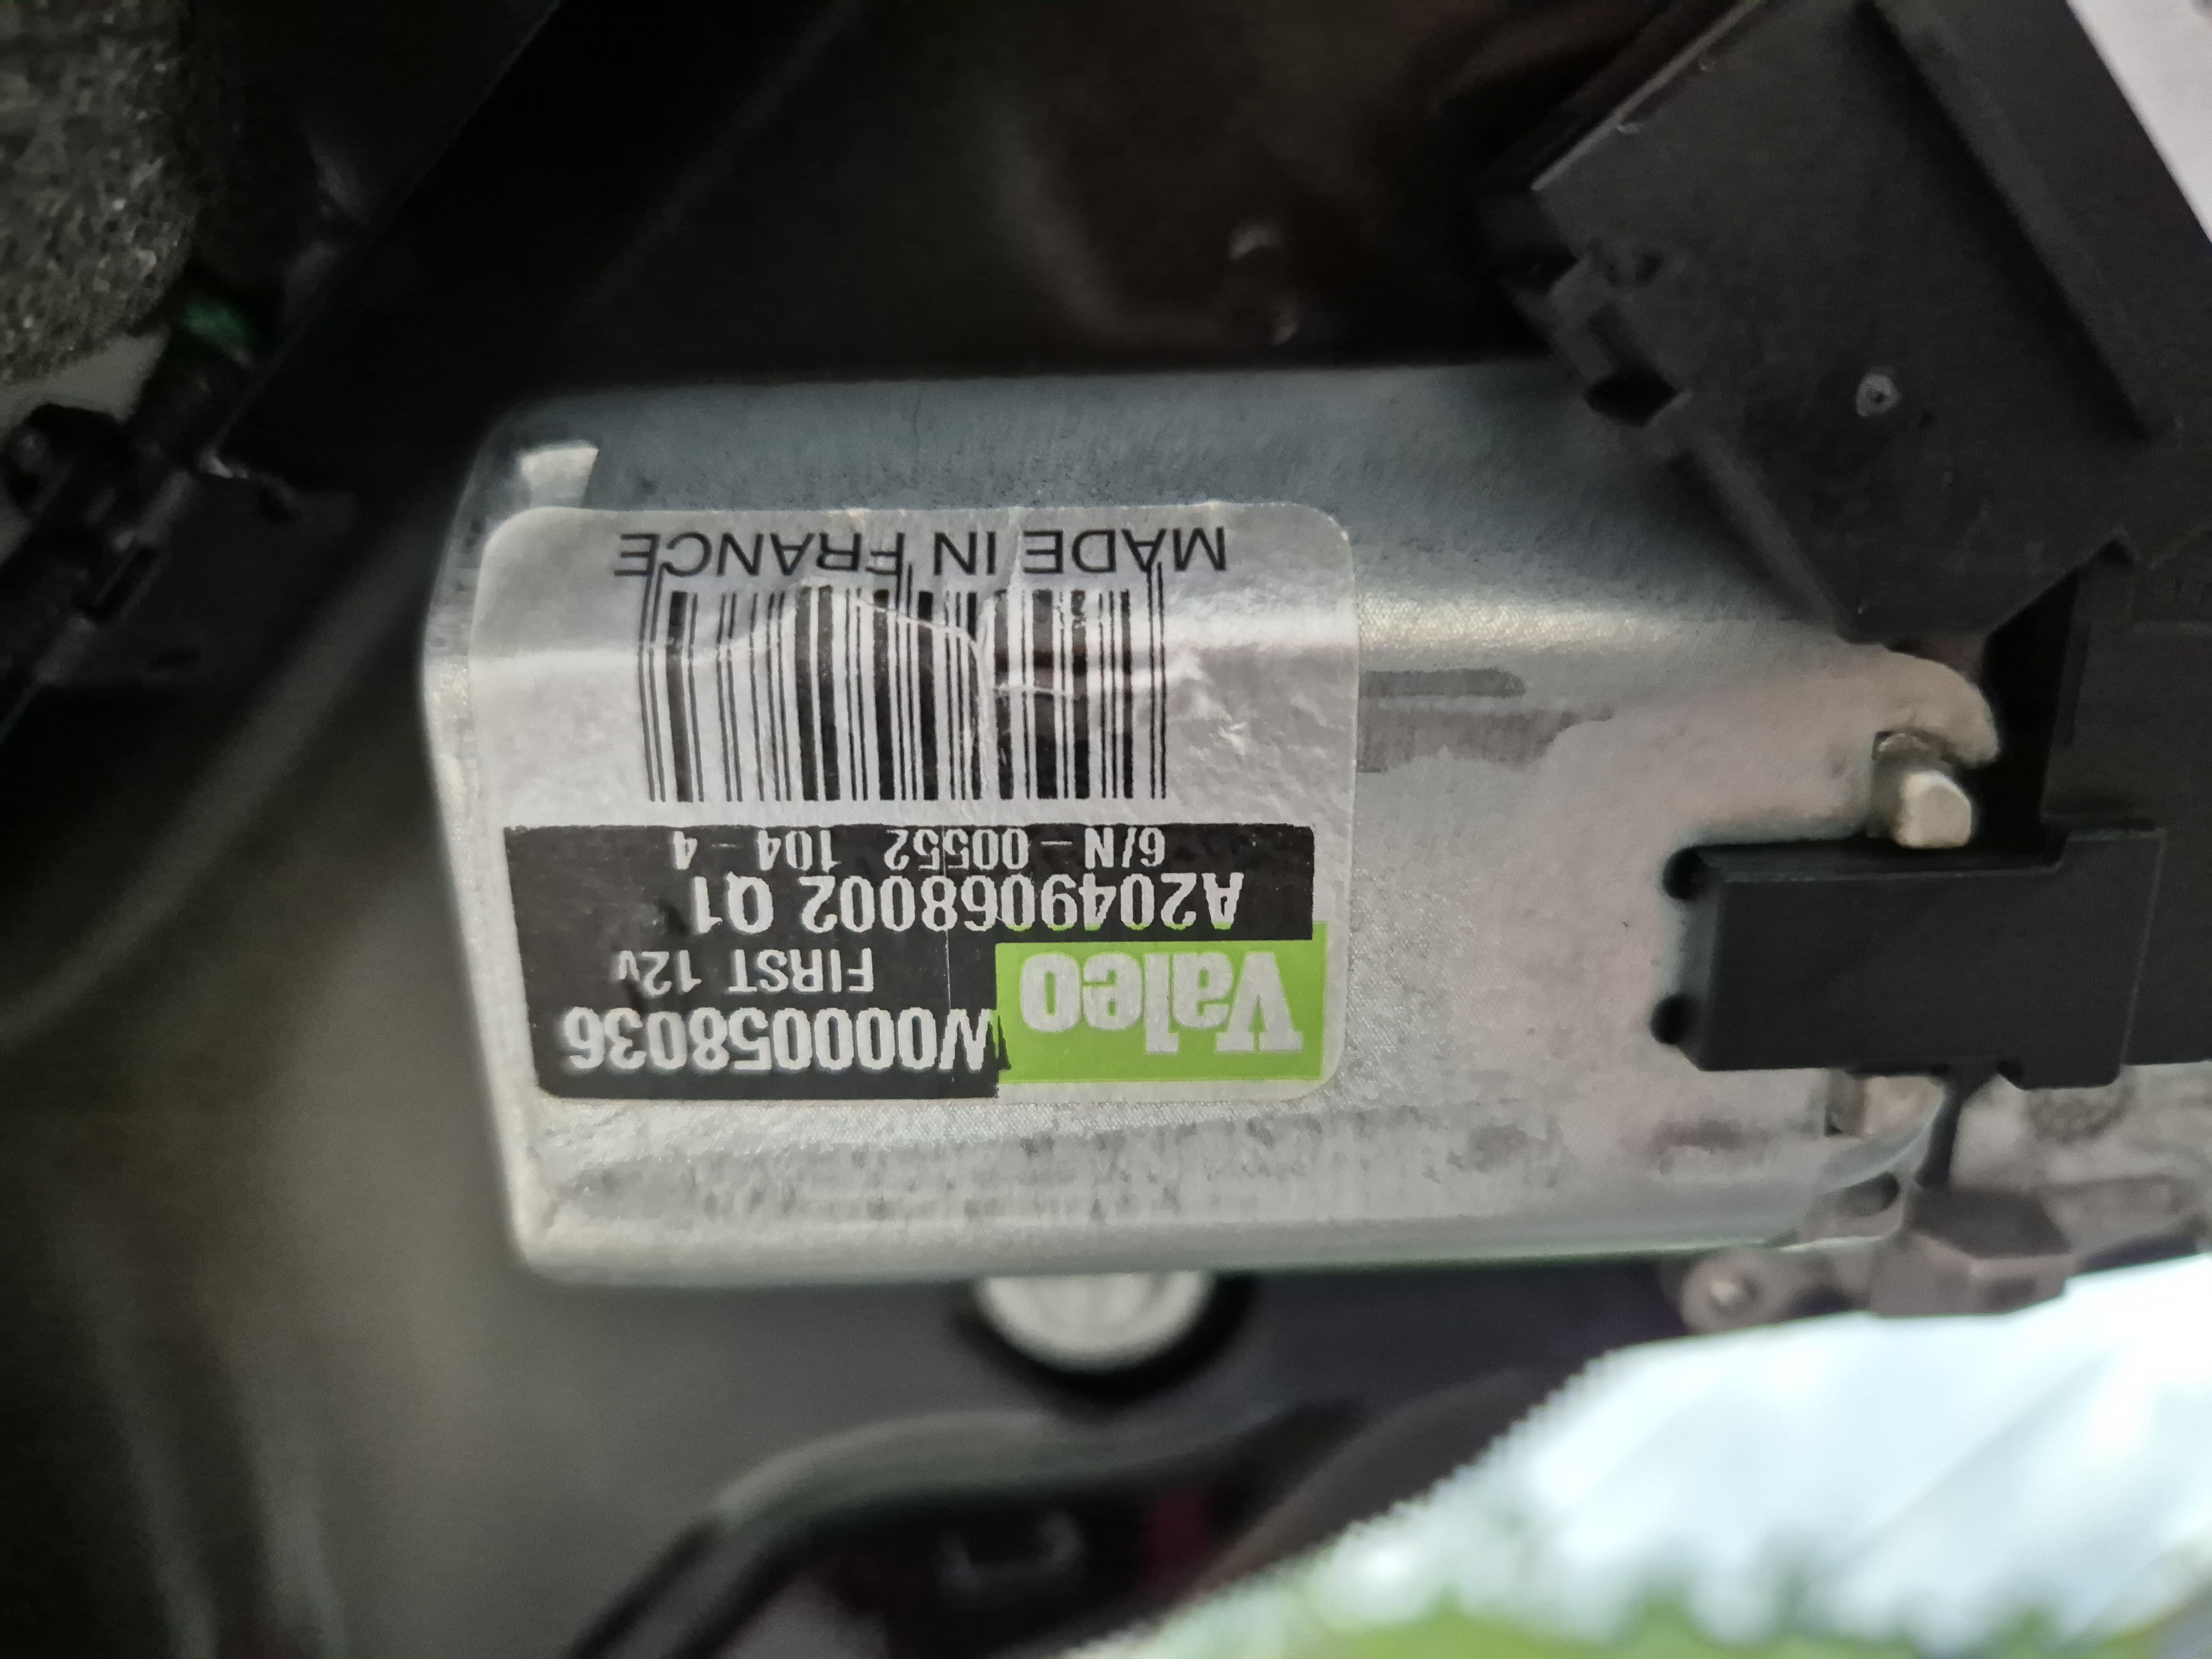 Valeo W000058036
FIRST 12v
A2049068002 Q1
6/N - 00552 104 - 4
MADE IN FRANCE